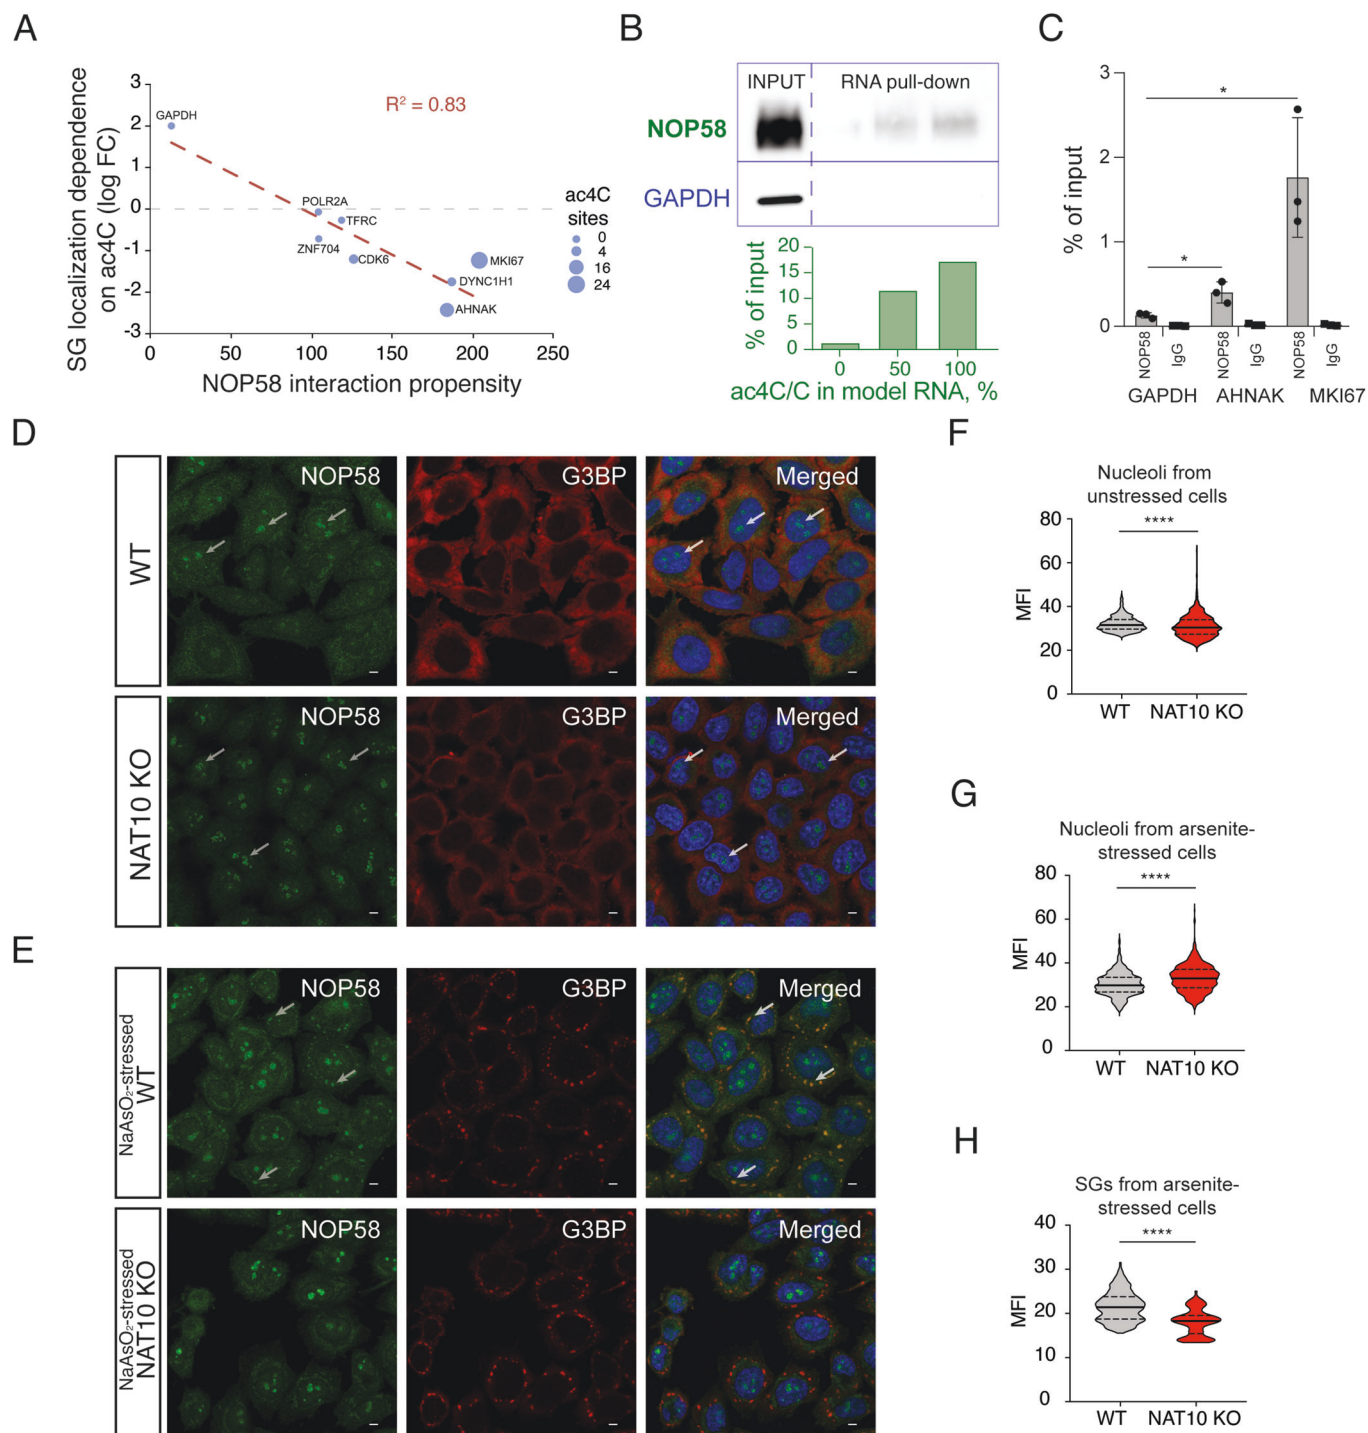 A
SG localization dependence
on ac4C (log FC)
3
2
1
0
-1
-2
-3
R² = 0.83
GAPDH
POLR2A
TFRC
ZNF704
CDK6
MKI67
DYNC1H1
AHNAK
ac4C
sites
0
4
16
24
0 50 100 150 200 250
NOP58 interaction propensity
B
INPUT RNA pull-down
NOP58
GAPDH
% of input
20
15
10
5
0
0 50 100
ac4C/C in model RNA, %
C
% of input
3
2
1
0
*
*
NOP58 IgG NOP58 IgG NOP58 IgG
GAPDH AHNAK MKI67
D
WT
NOP58 G3BP Merged
NAT10 KO
NOP58 G3BP Merged
E
NaAsO₂-stressed
WT
NOP58 G3BP Merged
NaAsO₂-stressed
NAT10 KO
NOP58 G3BP Merged
F
Nucleoli from
unstressed cells
****
MFI
80
60
40
20
0
WT NAT10 KO
G
Nucleoli from arsenite-
stressed cells
****
MFI
80
60
40
20
0
WT NAT10 KO
H
SGs from arsenite-
stressed cells
****
MFI
40
30
20
10
0
WT NAT10 KO